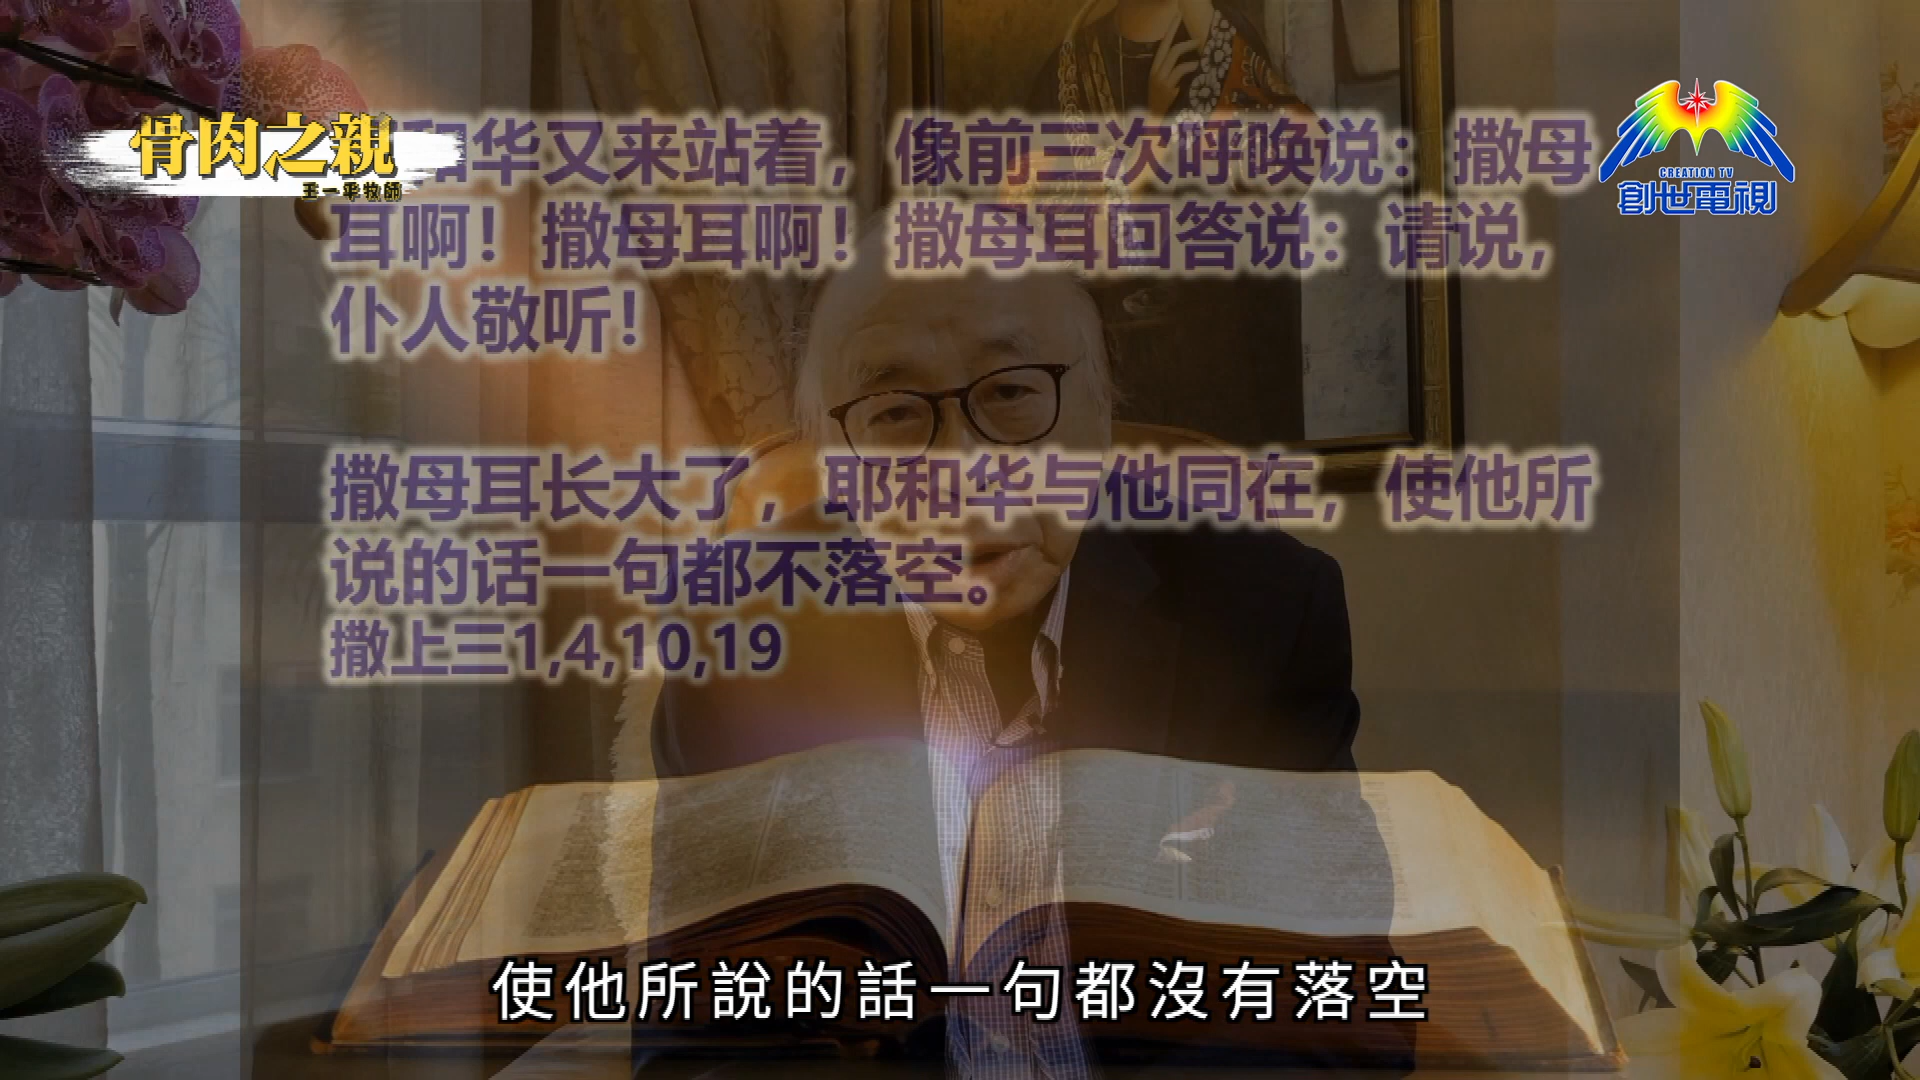 骨肉之親
王一平牧師
和华又来站着，像前三次呼唤说：撒母
耳啊！撒母耳啊！撒母耳回答说：请说，
仆人敬听！
撒母耳长大了，耶和华与他同在，使他所
说的话一句都不落空。
撒上三1,4,10,19
CREATION TV
創世電視
使他所說的話一句都沒有落空